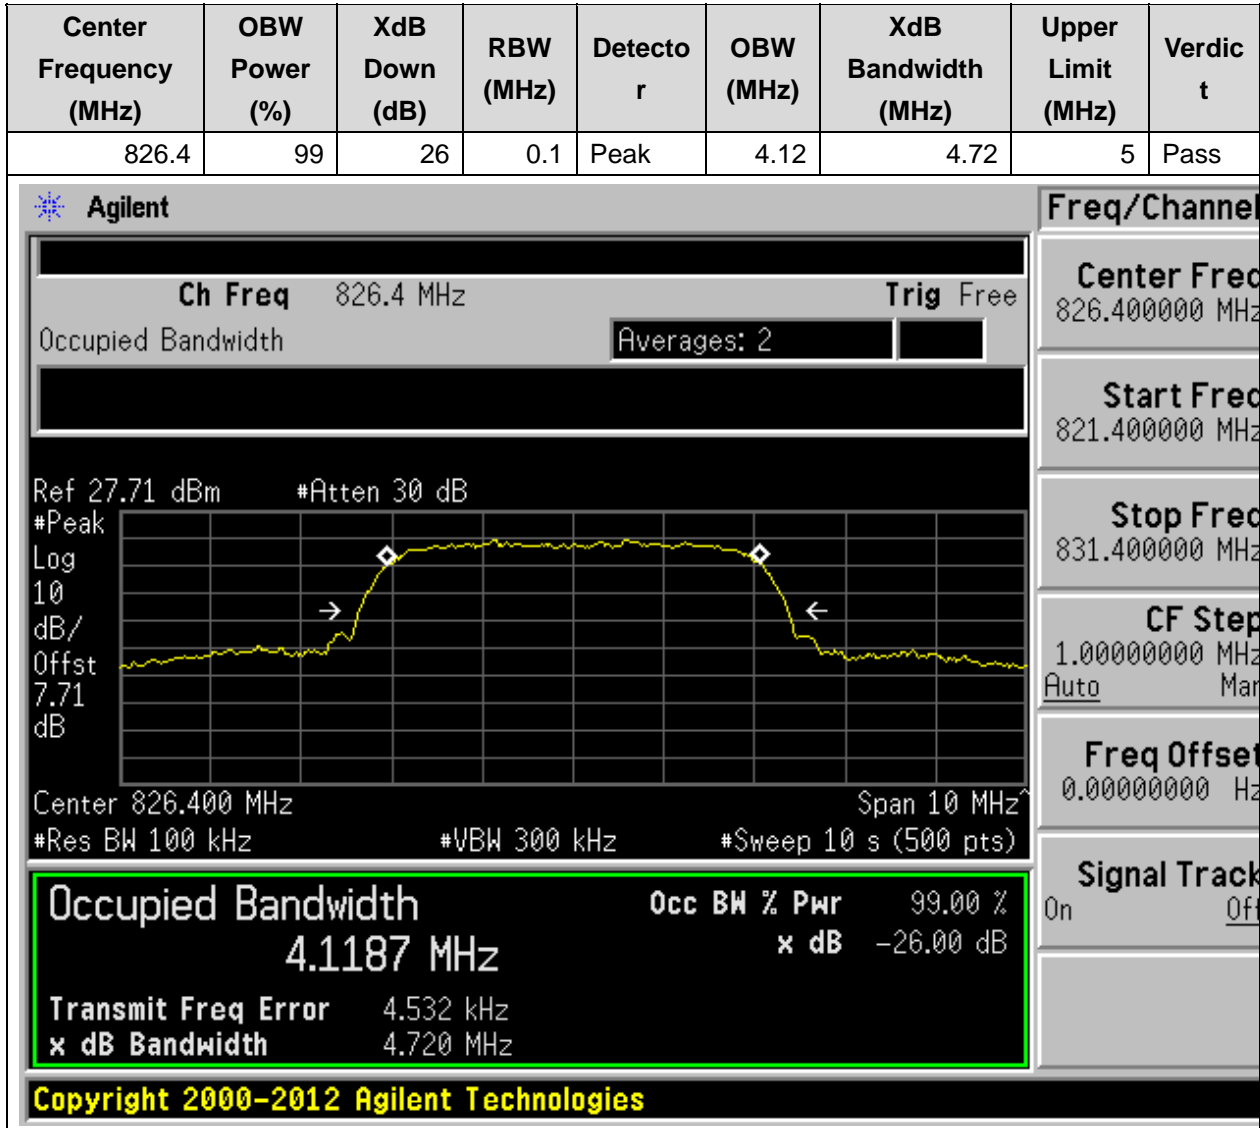 Center Frequency (MHz) OBW Power (%) XdB Down (dB) RBW (MHz) Detecto r OBW (MHz) XdB Bandwidth (MHz) Upper Limit (MHz) Verdic t
826.4 99 26 0.1 Peak 4.12 4.72 5 Pass
Agilent
Freq/Channel
Ch Freq 826.4 MHz Trig Free
Occupied Bandwidth Averages: 2
Center Freq
826.400000 MHz
Start Freq
821.400000 MHz
Stop Freq
831.400000 MHz
CF Step
1.00000000 MHz
Auto Man
Freq Offset
0.00000000 Hz
Signal Track
On Off
Ref 27.71 dBm #Atten 30 dB
#Peak
Log
10
dB/
Offst
7.71
dB
Center 826.400 MHz Span 10 MHz^
#Res BW 100 kHz #VBW 300 kHz #Sweep 10 s (500 pts)
Occupied Bandwidth Occ BW % Pwr 99.00 %
4.1187 MHz x dB -26.00 dB
Transmit Freq Error 4.532 kHz
x dB Bandwidth 4.720 MHz
Copyright 2000-2012 Agilent Technologies